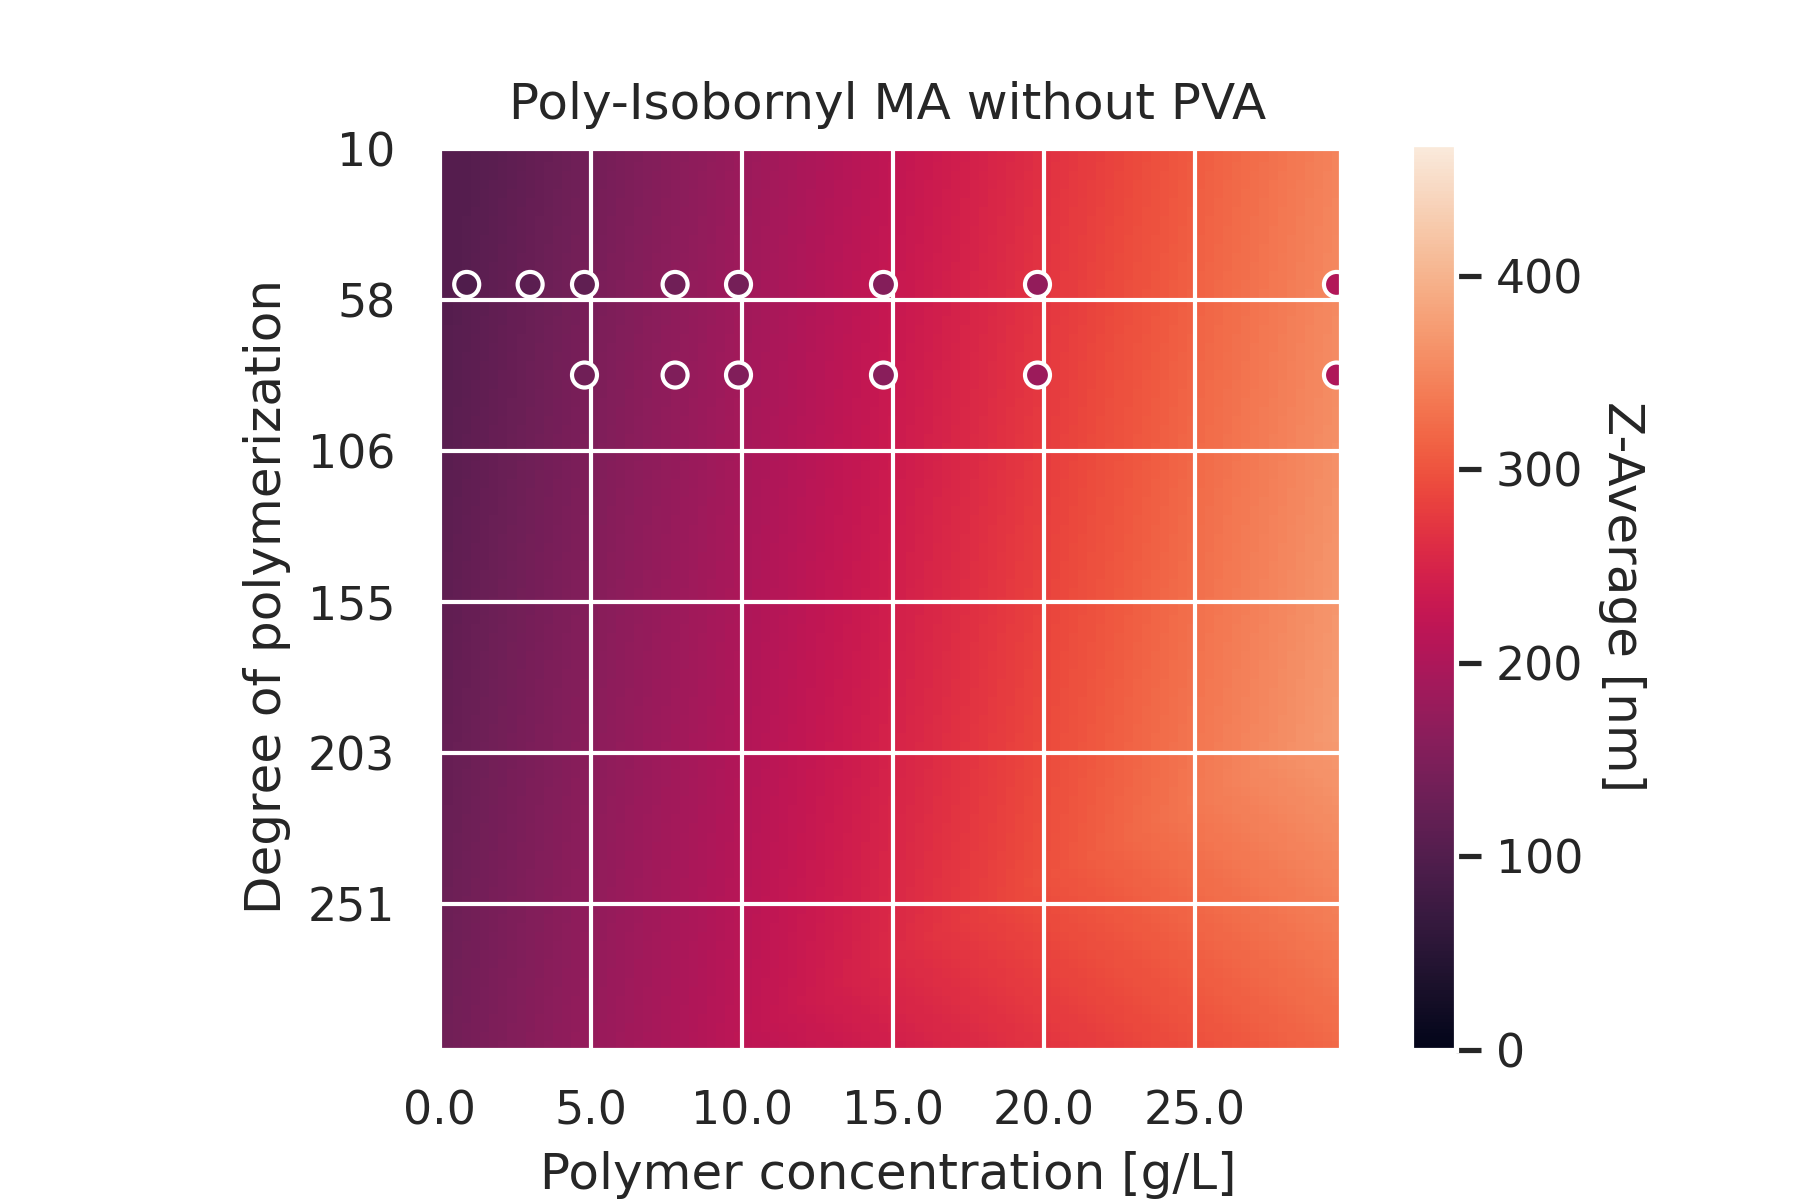 Poly-Isobornyl MA without PVA
10
58
106
155
203
251
Degree of polymerization
0.0 5.0 10.0 15.0 20.0 25.0
Polymer concentration [g/L]
400
300
200
100
0
Z-Average [nm]